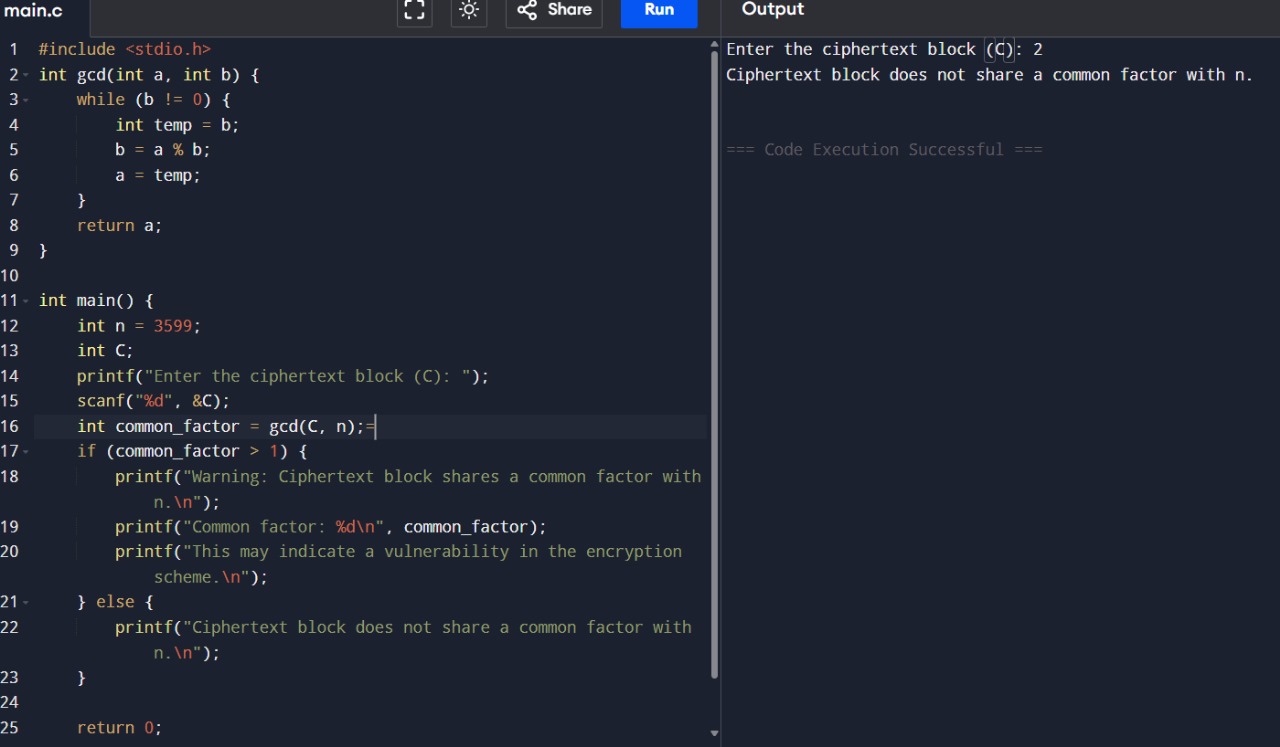 main.c
Share
Run
Output
1 #include <stdio.h>
2 int gcd(int a, int b) {
3     while (b != 0) {
4         int temp = b;
5         b = a % b;
6         a = temp;
7     }
8     return a;
9 }
10
11 int main() {
12     int n = 3599;
13     int C;
14     printf("Enter the ciphertext block (C): ");
15     scanf("%d", &C);
16     int common_factor = gcd(C, n);=
17     if (common_factor > 1) {
18         printf("Warning: Ciphertext block shares a common factor with
            n.\n");
19         printf("Common factor: %d\n", common_factor);
20         printf("This may indicate a vulnerability in the encryption
            scheme.\n");
21     } else {
22         printf("Ciphertext block does not share a common factor with
            n.\n");
23     }
24
25     return 0;
Enter the ciphertext block (C): 2
Ciphertext block does not share a common factor with n.
=== Code Execution Successful ===